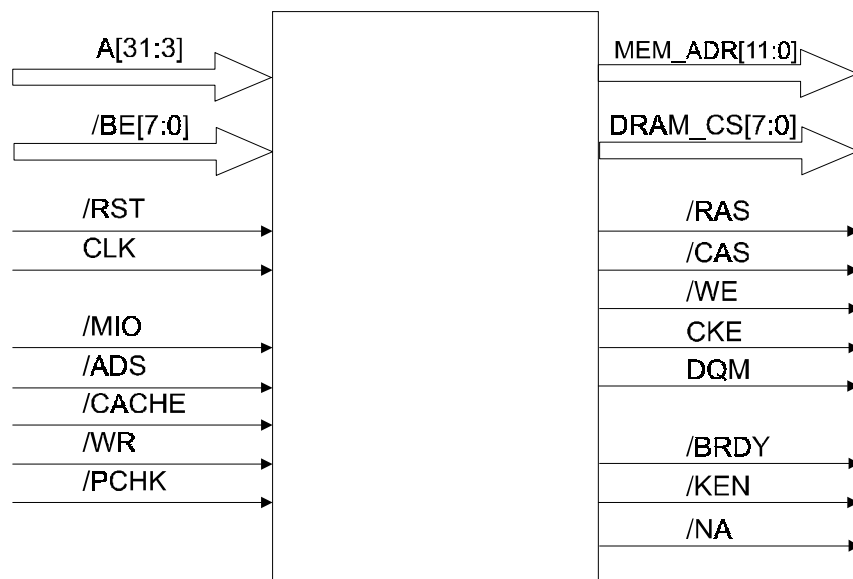 A[31:3]
/BE[7:0]
/RST
CLK
/MIO
/ADS
/CACHE
/WR
/PCHK
MEM_ADR[11:0]
DRAM_CS[7:0]
/RAS
/CAS
/WE
CKE
DQM
/BRDY
/KEN
/NA